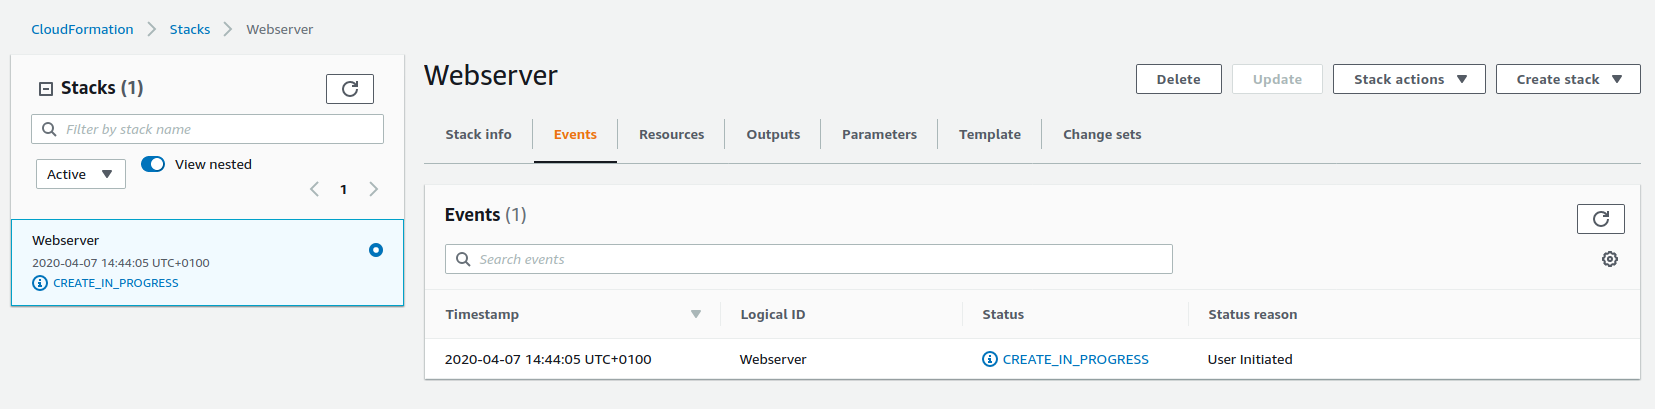 CloudFormation > Stacks > Webserver
Stacks (1)
Filter by stack name
Active
View nested
1
Webserver
2020-04-07 14:44:05 UTC+0100
CREATE_IN_PROGRESS
Webserver
Delete
Update
Stack actions
Create stack
Stack info
Events
Resources
Outputs
Parameters
Template
Change sets
Events (1)
Search events
Timestamp Logical ID Status Status reason
2020-04-07 14:44:05 UTC+0100 Webserver CREATE_IN_PROGRESS User Initiated